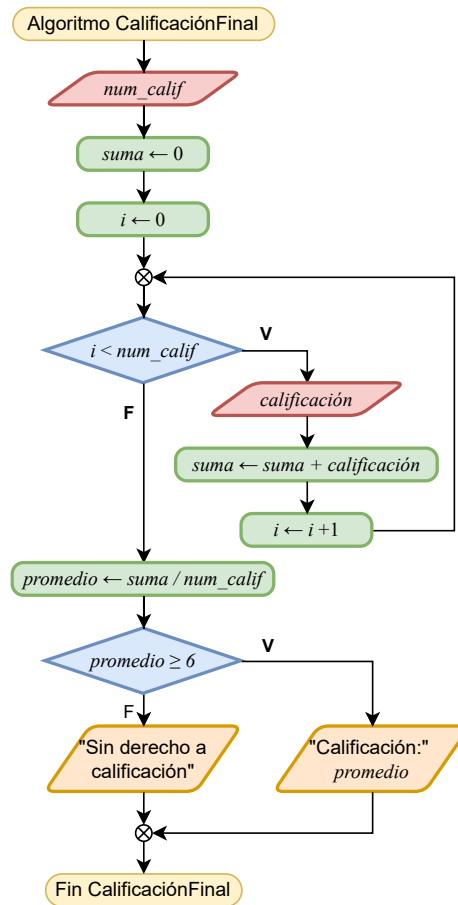 Algoritmo CalificaciónFinal
num_calif
suma ← 0
i ← 0
i < num_calif
V
F
calificación
suma ← suma + calificación
i ← i +1
promedio ← suma / num_calif
promedio ≥ 6
V
F
"Sin derecho a
calificación"
"Calificación:"
promedio
Fin CalificaciónFinal